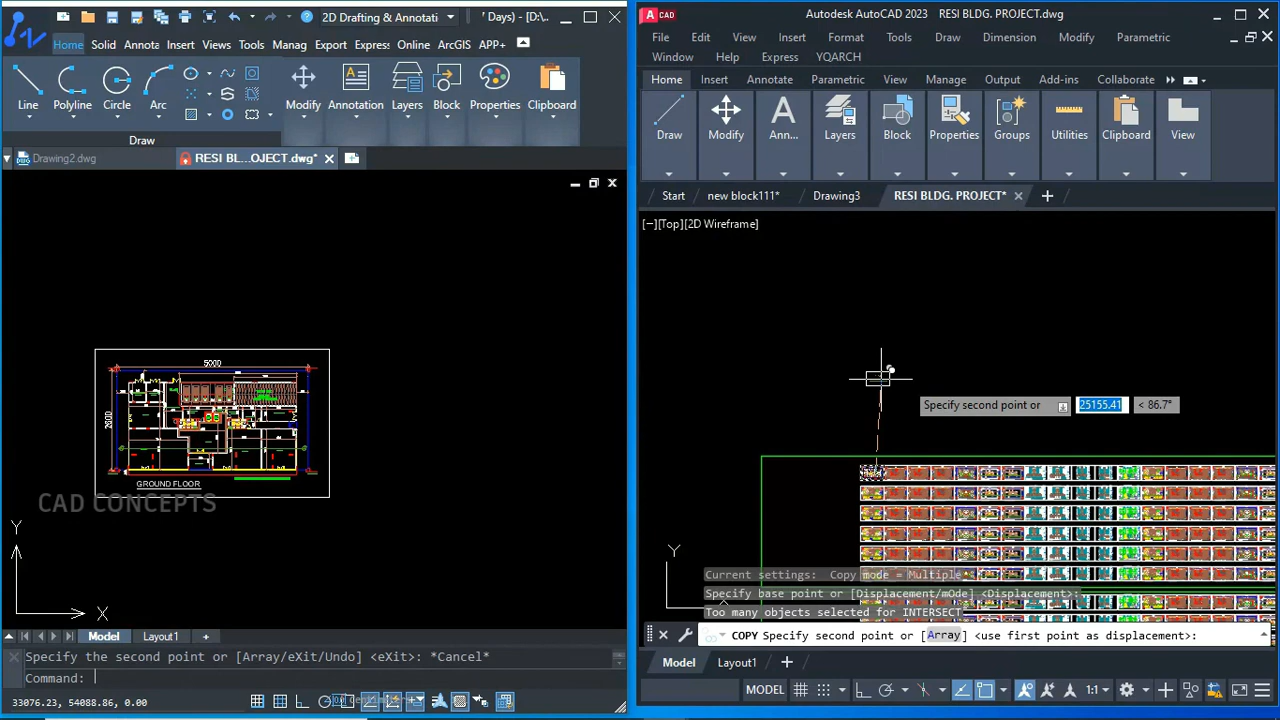 2D Drafting & Annotati
' Days) - [D:\
Home Solid Annota Insert Views Tools Manag Export Express Online ArcGIS APP+
Line Polyline Circle Arc Modify Annotation Layers Block Properties Clipboard
Draw
Drawing2.dwg RESI BL...OJECT.dwg*
5000
2600
GROUND FLOOR
CAD CONCEPTS
Y
X
Model Layout1 +
Specify the second point or [Array/eXit/Undo] <eXit>: *Cancel*
Command:
33076.23, 54088.86, 0.00
A CAD Autodesk AutoCAD 2023 RESI BLDG. PROJECT.dwg
File Edit View Insert Format Tools Draw Dimension Modify Parametric
Window Help Express YQARCH
Home Insert Annotate Parametric View Manage Output Add-ins Collaborate
Draw Modify Ann... Layers Block Properties Groups Utilities Clipboard View
Start new block111* Drawing3 RESI BLDG. PROJECT* +
[−][Top][2D Wireframe]
Specify second point or 25155.41 < 86.7°
Y
Current settings: Copy mode = Multiple
Specify base point or [Displacement/mOde] <Displacement>:
Too many objects selected for INTERSECT
COPY Specify second point or [Array] <use first point as displacement>:
Model Layout1 +
MODEL 1:1